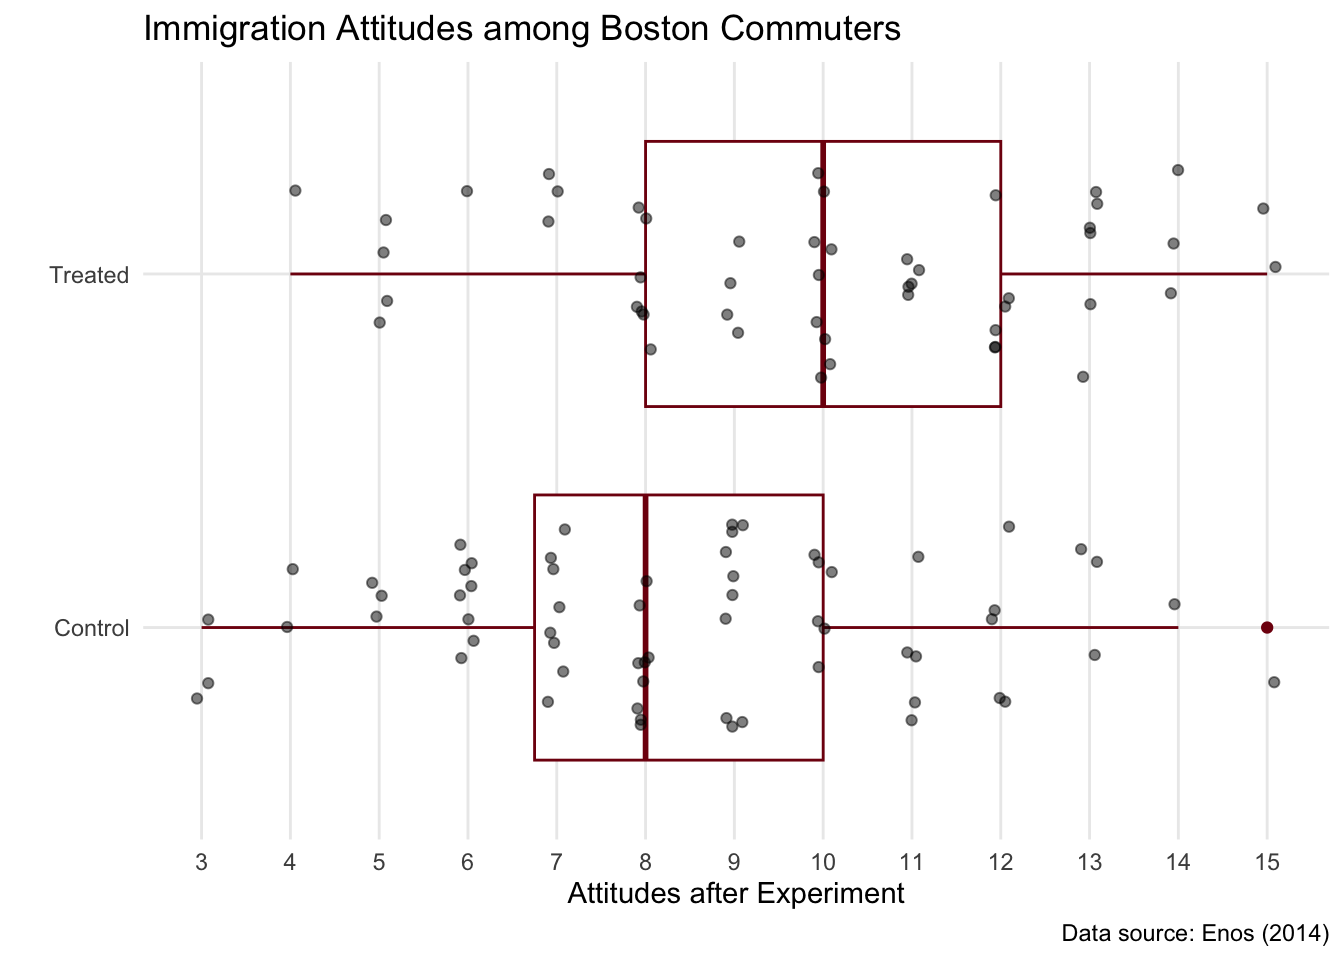 Immigration Attitudes among Boston Commuters
Treated
Control
3 4 5 6 7 8 9 10 11 12 13 14 15
Attitudes after Experiment
Data source: Enos (2014)